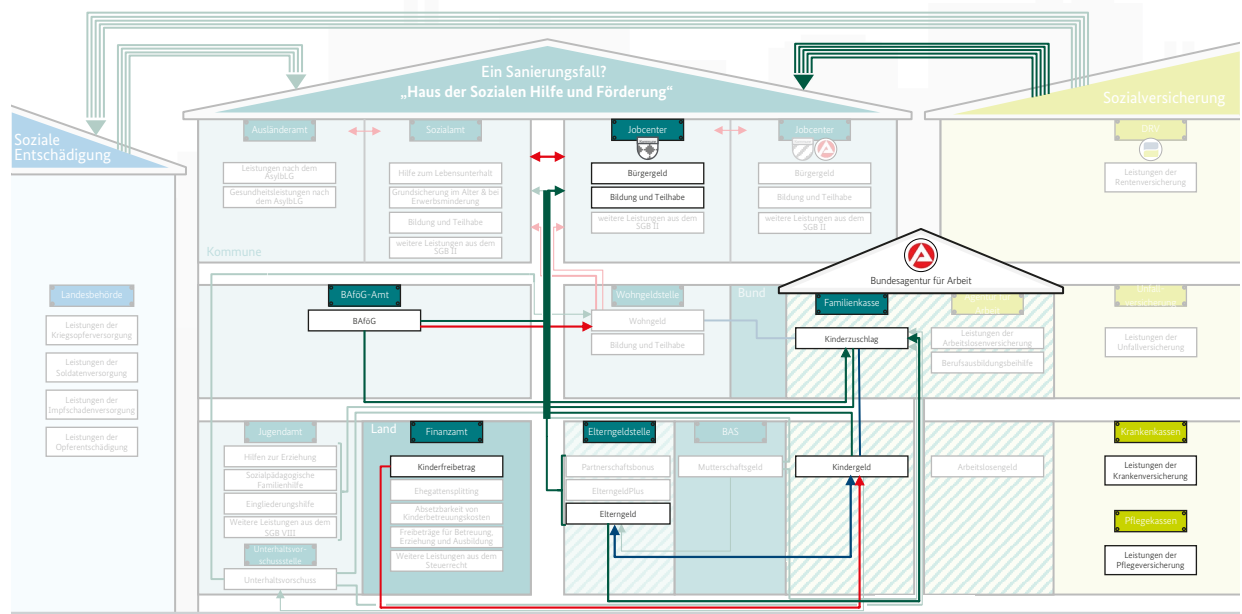 Ein Sanierungsfall?
„Haus der Sozialen Hilfe und Förderung“
Soziale
Entschädigung
Sozialversicherung
Ausländeramt
Sozialamt
Jobcenter
Jobcenter
DRV
Leistungen nach dem
AsylbLG
Gesundheitsleistungen nach
dem AsylbLG
Hilfe zum Lebensunterhalt
Grundsicherung im Alter & bei
Erwerbsminderung
Bildung und Teilhabe
weitere Leistungen aus dem
SGB II
Bürgergeld
Bildung und Teilhabe
weitere Leistungen aus dem
SGB II
Bürgergeld
Bildung und Teilhabe
weitere Leistungen aus dem
SGB II
Leistungen der
Rentenversicherung
Kommune
Bundesagentur für Arbeit
Landesbehörde
Leistungen der
Kriegsopferversorgung
Leistungen der
Soldatenversorgung
Leistungen der
Impfschadenversorgung
Leistungen der
Opferentschädigung
BAföG-Amt
BAföG
Wohngeldstelle
Wohngeld
Bildung und Teilhabe
Bund
Familienkasse
Kinderzuschlag
Agentur für
Arbeit
Leistungen der
Arbeitslosenversicherung
Berufsausbildungsbeihilfe
Unfall-
versicherung
Leistungen der
Unfallversicherung
Jugendamt
Hilfen zur Erziehung
Sozialpädagogische
Familienhilfe
Eingliederungshilfe
Weitere Leistungen aus dem
SGB VIII
Unterhaltsvor-
schussstelle
Unterhaltsvorschuss
Land
Finanzamt
Kinderfreibetrag
Ehegattensplitting
Absetzbarkeit von
Kinderbetreuungskosten
Freibeträge für Betreuung,
Erziehung und Ausbildung
Weitere Leistungen aus dem
Steuerrecht
Elterngeldstelle
Partnerschaftsbonus
ElterngeldPlus
Elterngeld
BAS
Mutterschaftsgeld
Kindergeld
Arbeitslosengeld
Krankenkassen
Leistungen der
Krankenversicherung
Pflegekassen
Leistungen der
Pflegeversicherung